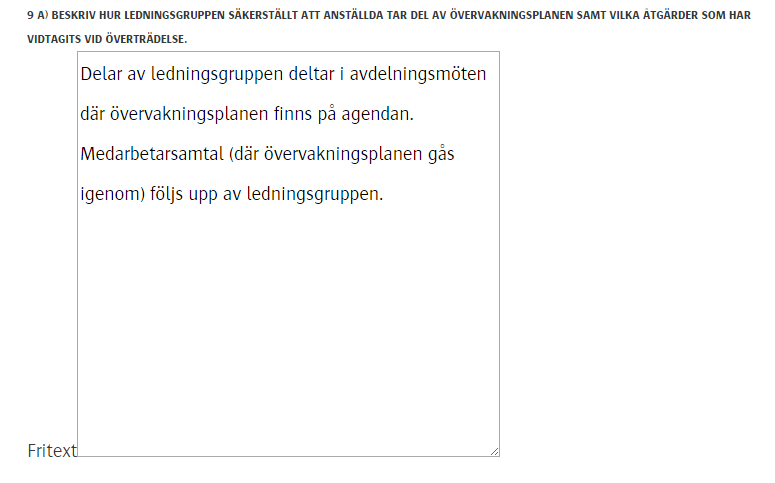 9 A) BESKRIV HUR LEDNINGSGRUPPEN SÄKERSTÄLLT ATT ANSTÄLLDA TAR DEL AV ÖVERVAKNINGSPLANEN SAMT VILKA ÅTGÄRDER SOM HAR
VIDTAGITS VID ÖVERTRÄDELSE.
Delar av ledningsgruppen deltar i avdelningsmöten
där övervakningsplanen finns på agendan.
Medarbetarsamtal (där övervakningsplanen gås
igenom) följs upp av ledningsgruppen.
Fritext